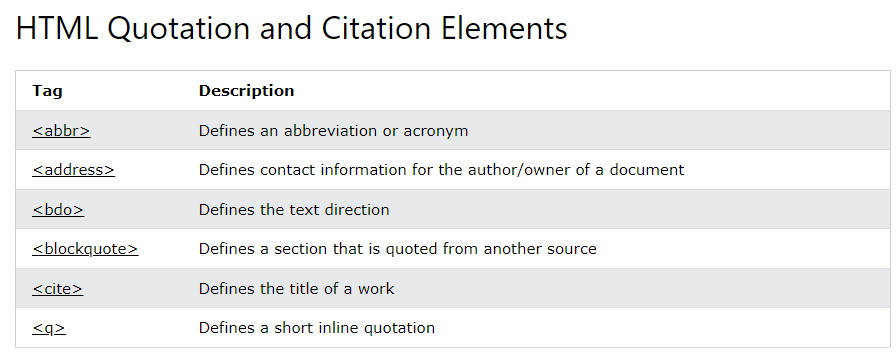 HTML Quotation and Citation Elements
Tag Description
<abbr> Defines an abbreviation or acronym
<address> Defines contact information for the author/owner of a document
<bdo> Defines the text direction
<blockquote> Defines a section that is quoted from another source
<cite> Defines the title of a work
<q> Defines a short inline quotation